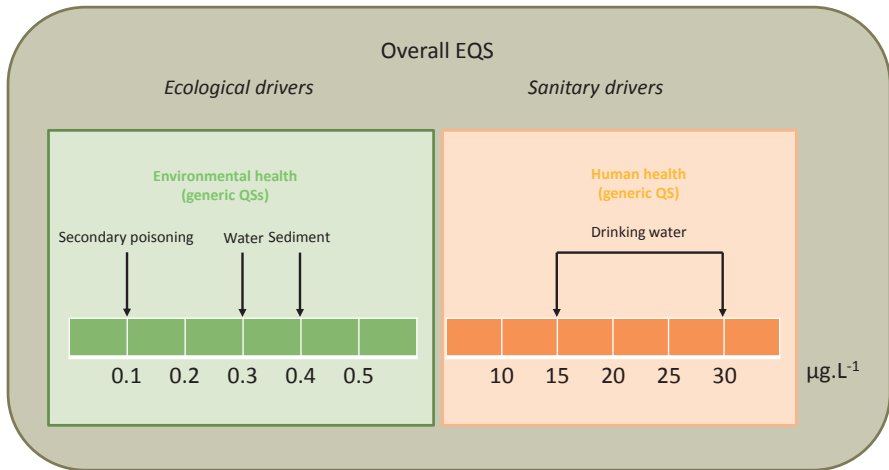 Overall EQS
Ecological drivers
Sanitary drivers
Environmental health
(generic QSs)
Human health
(generic QS)
Secondary poisoning
Water
Sediment
Drinking water
0.1
0.2
0.3
0.4
0.5
10
15
20
25
30
µg.L-1